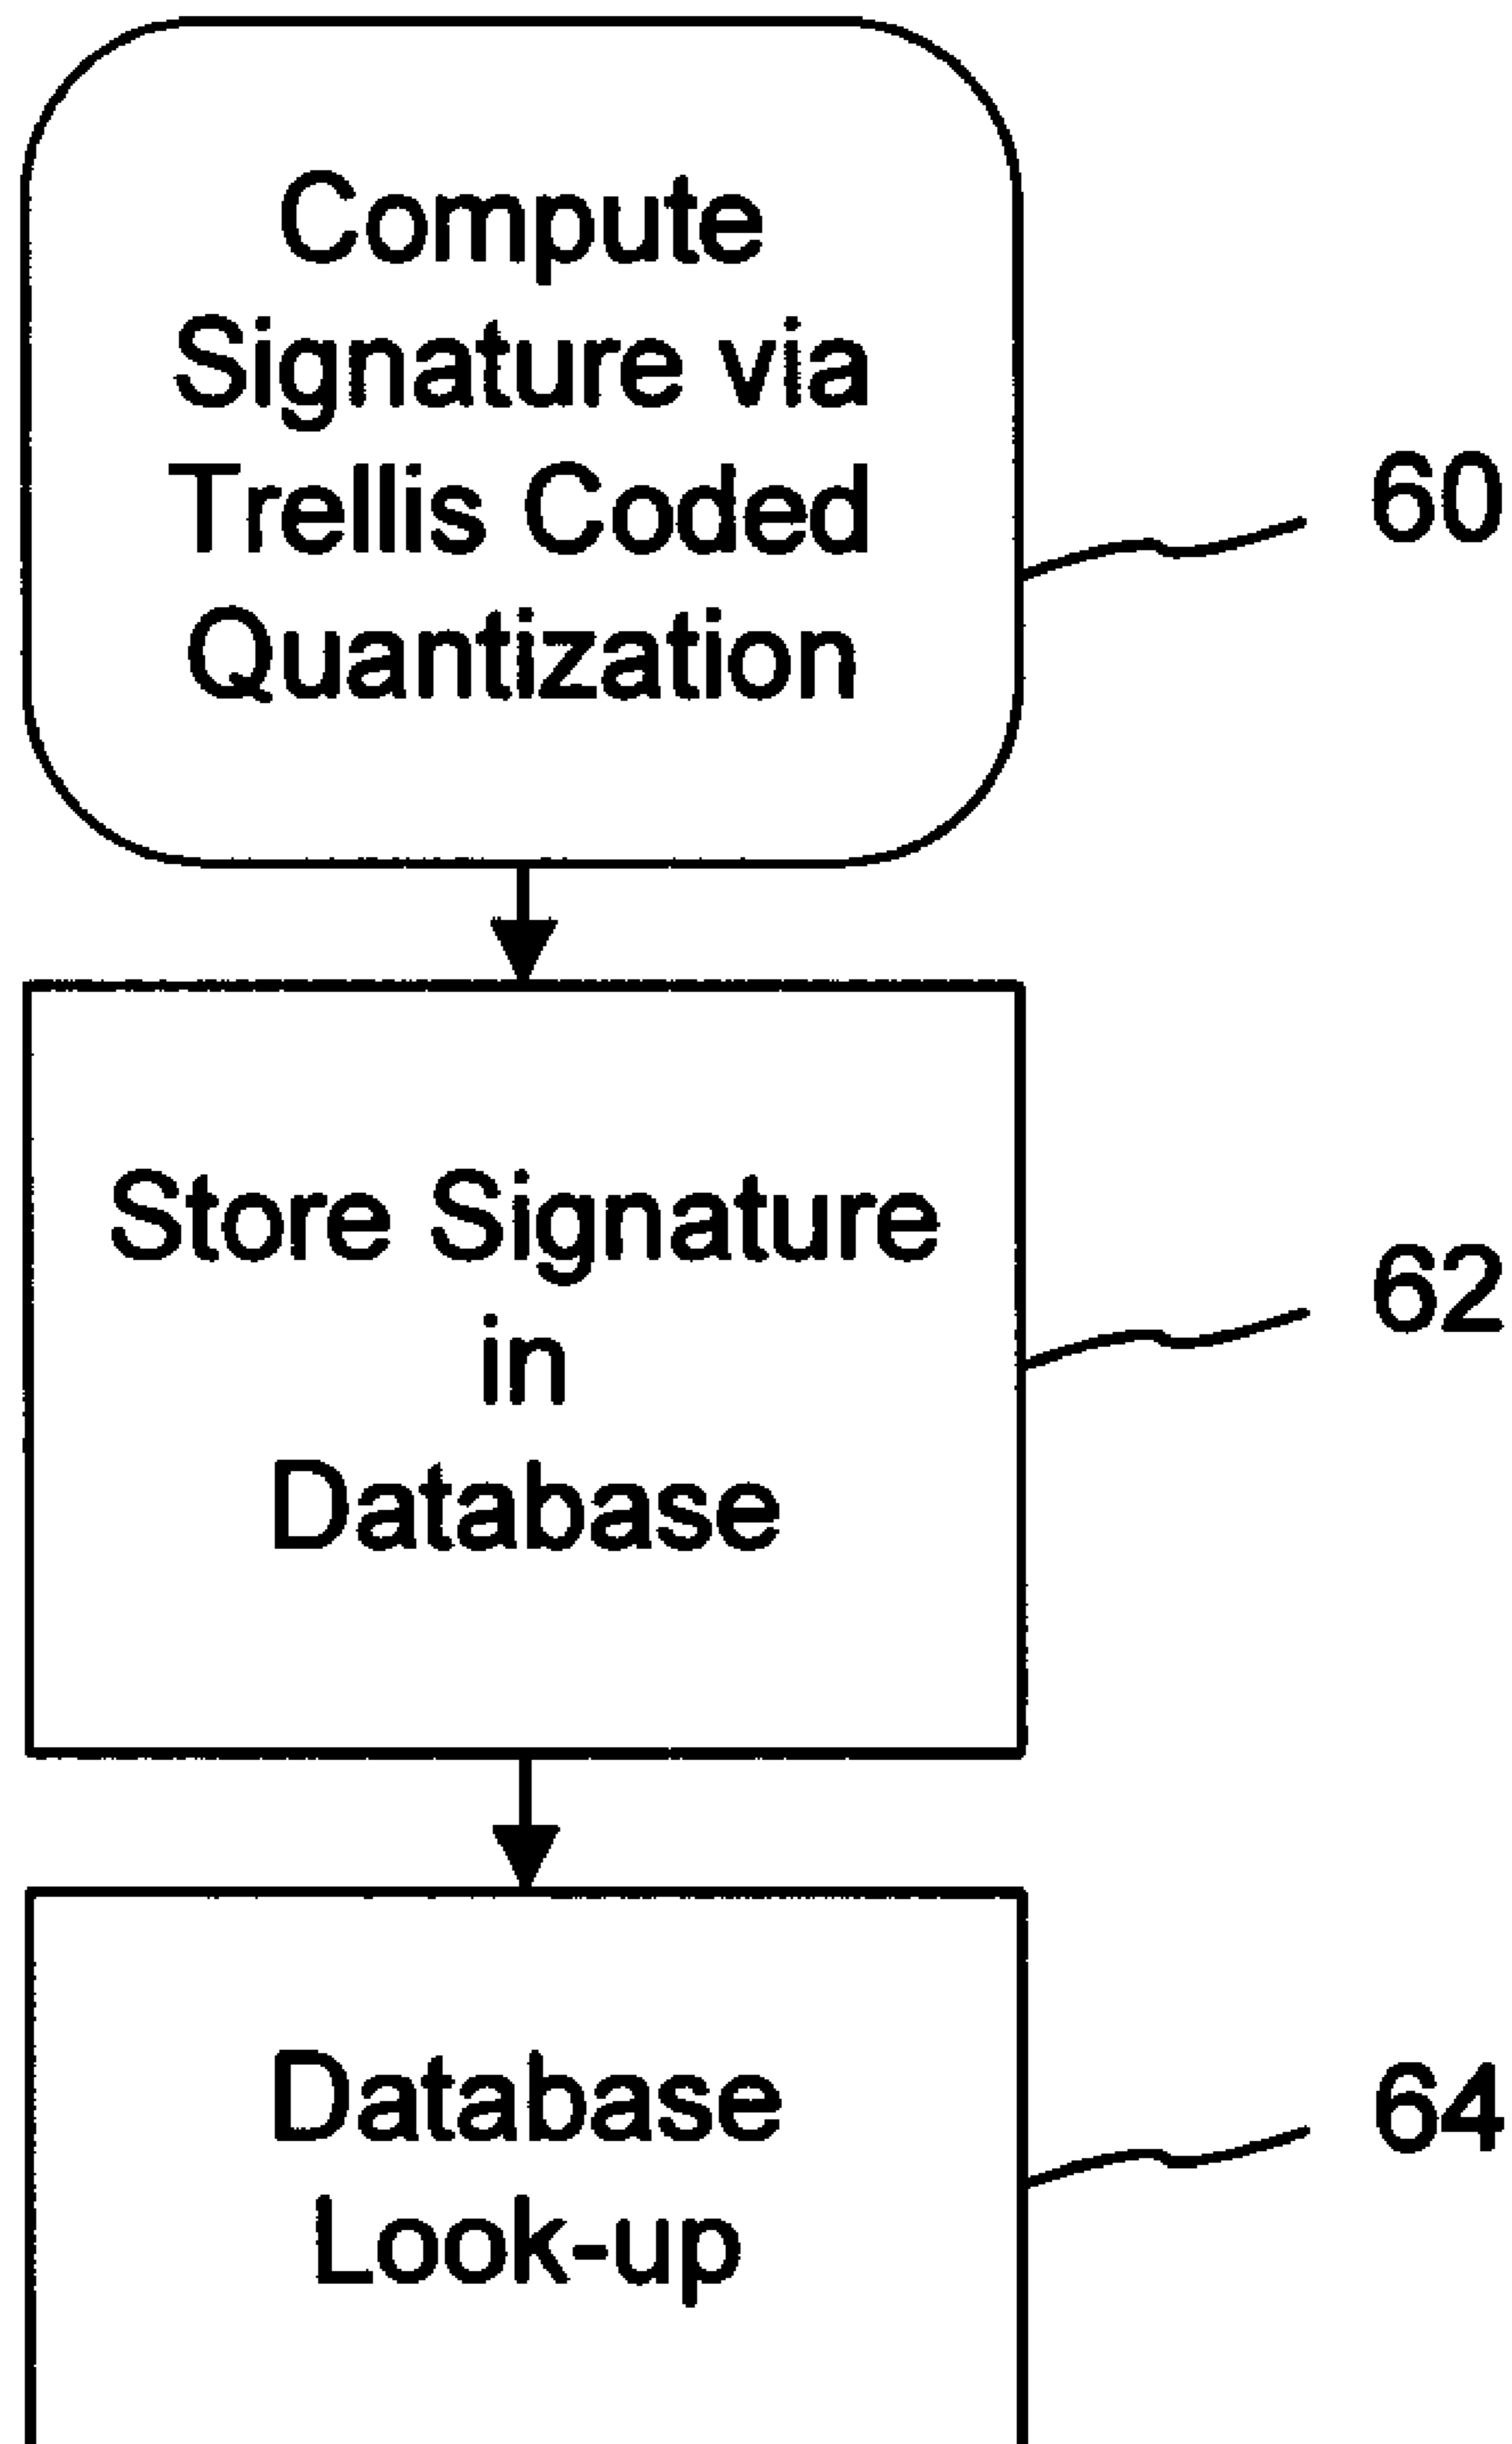 Compute
Signature via
Trellis Coded
Quantization
60
Store Signature
in
Database
62
Database
Look-up
64